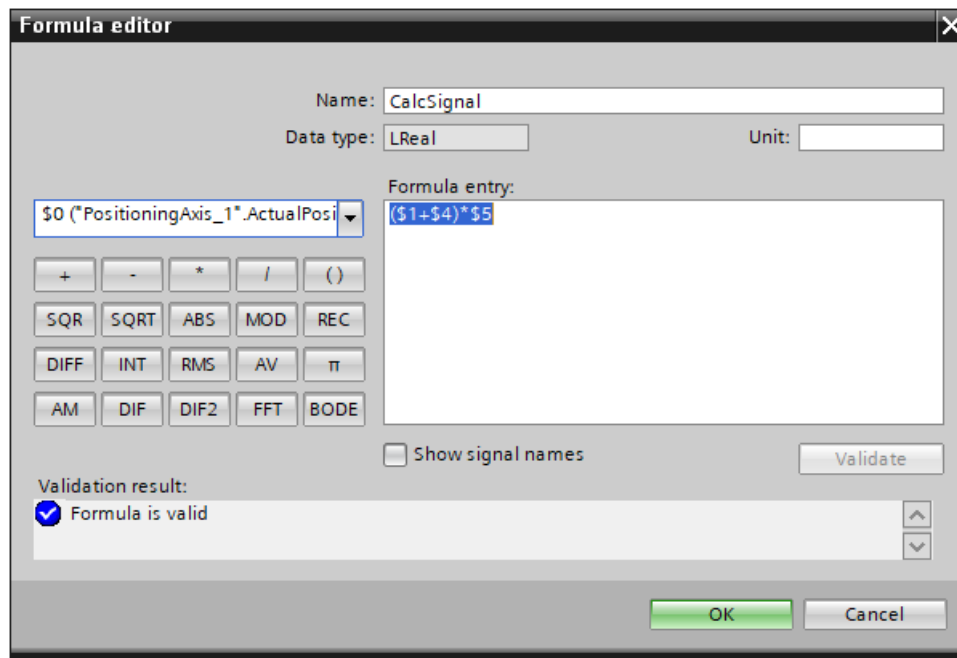 Formula editor
Name: CalcSignal
Data type: LReal Unit:
Formula entry:
$0 ("PositioningAxis_1".ActualPosi
($1+$4)*$5
+ - * / ( )
SQR SQRT ABS MOD REC
DIFF INT RMS AV π
AM DIF DIF2 FFT BODE
Show signal names
Validate
Validation result:
Formula is valid
OK Cancel